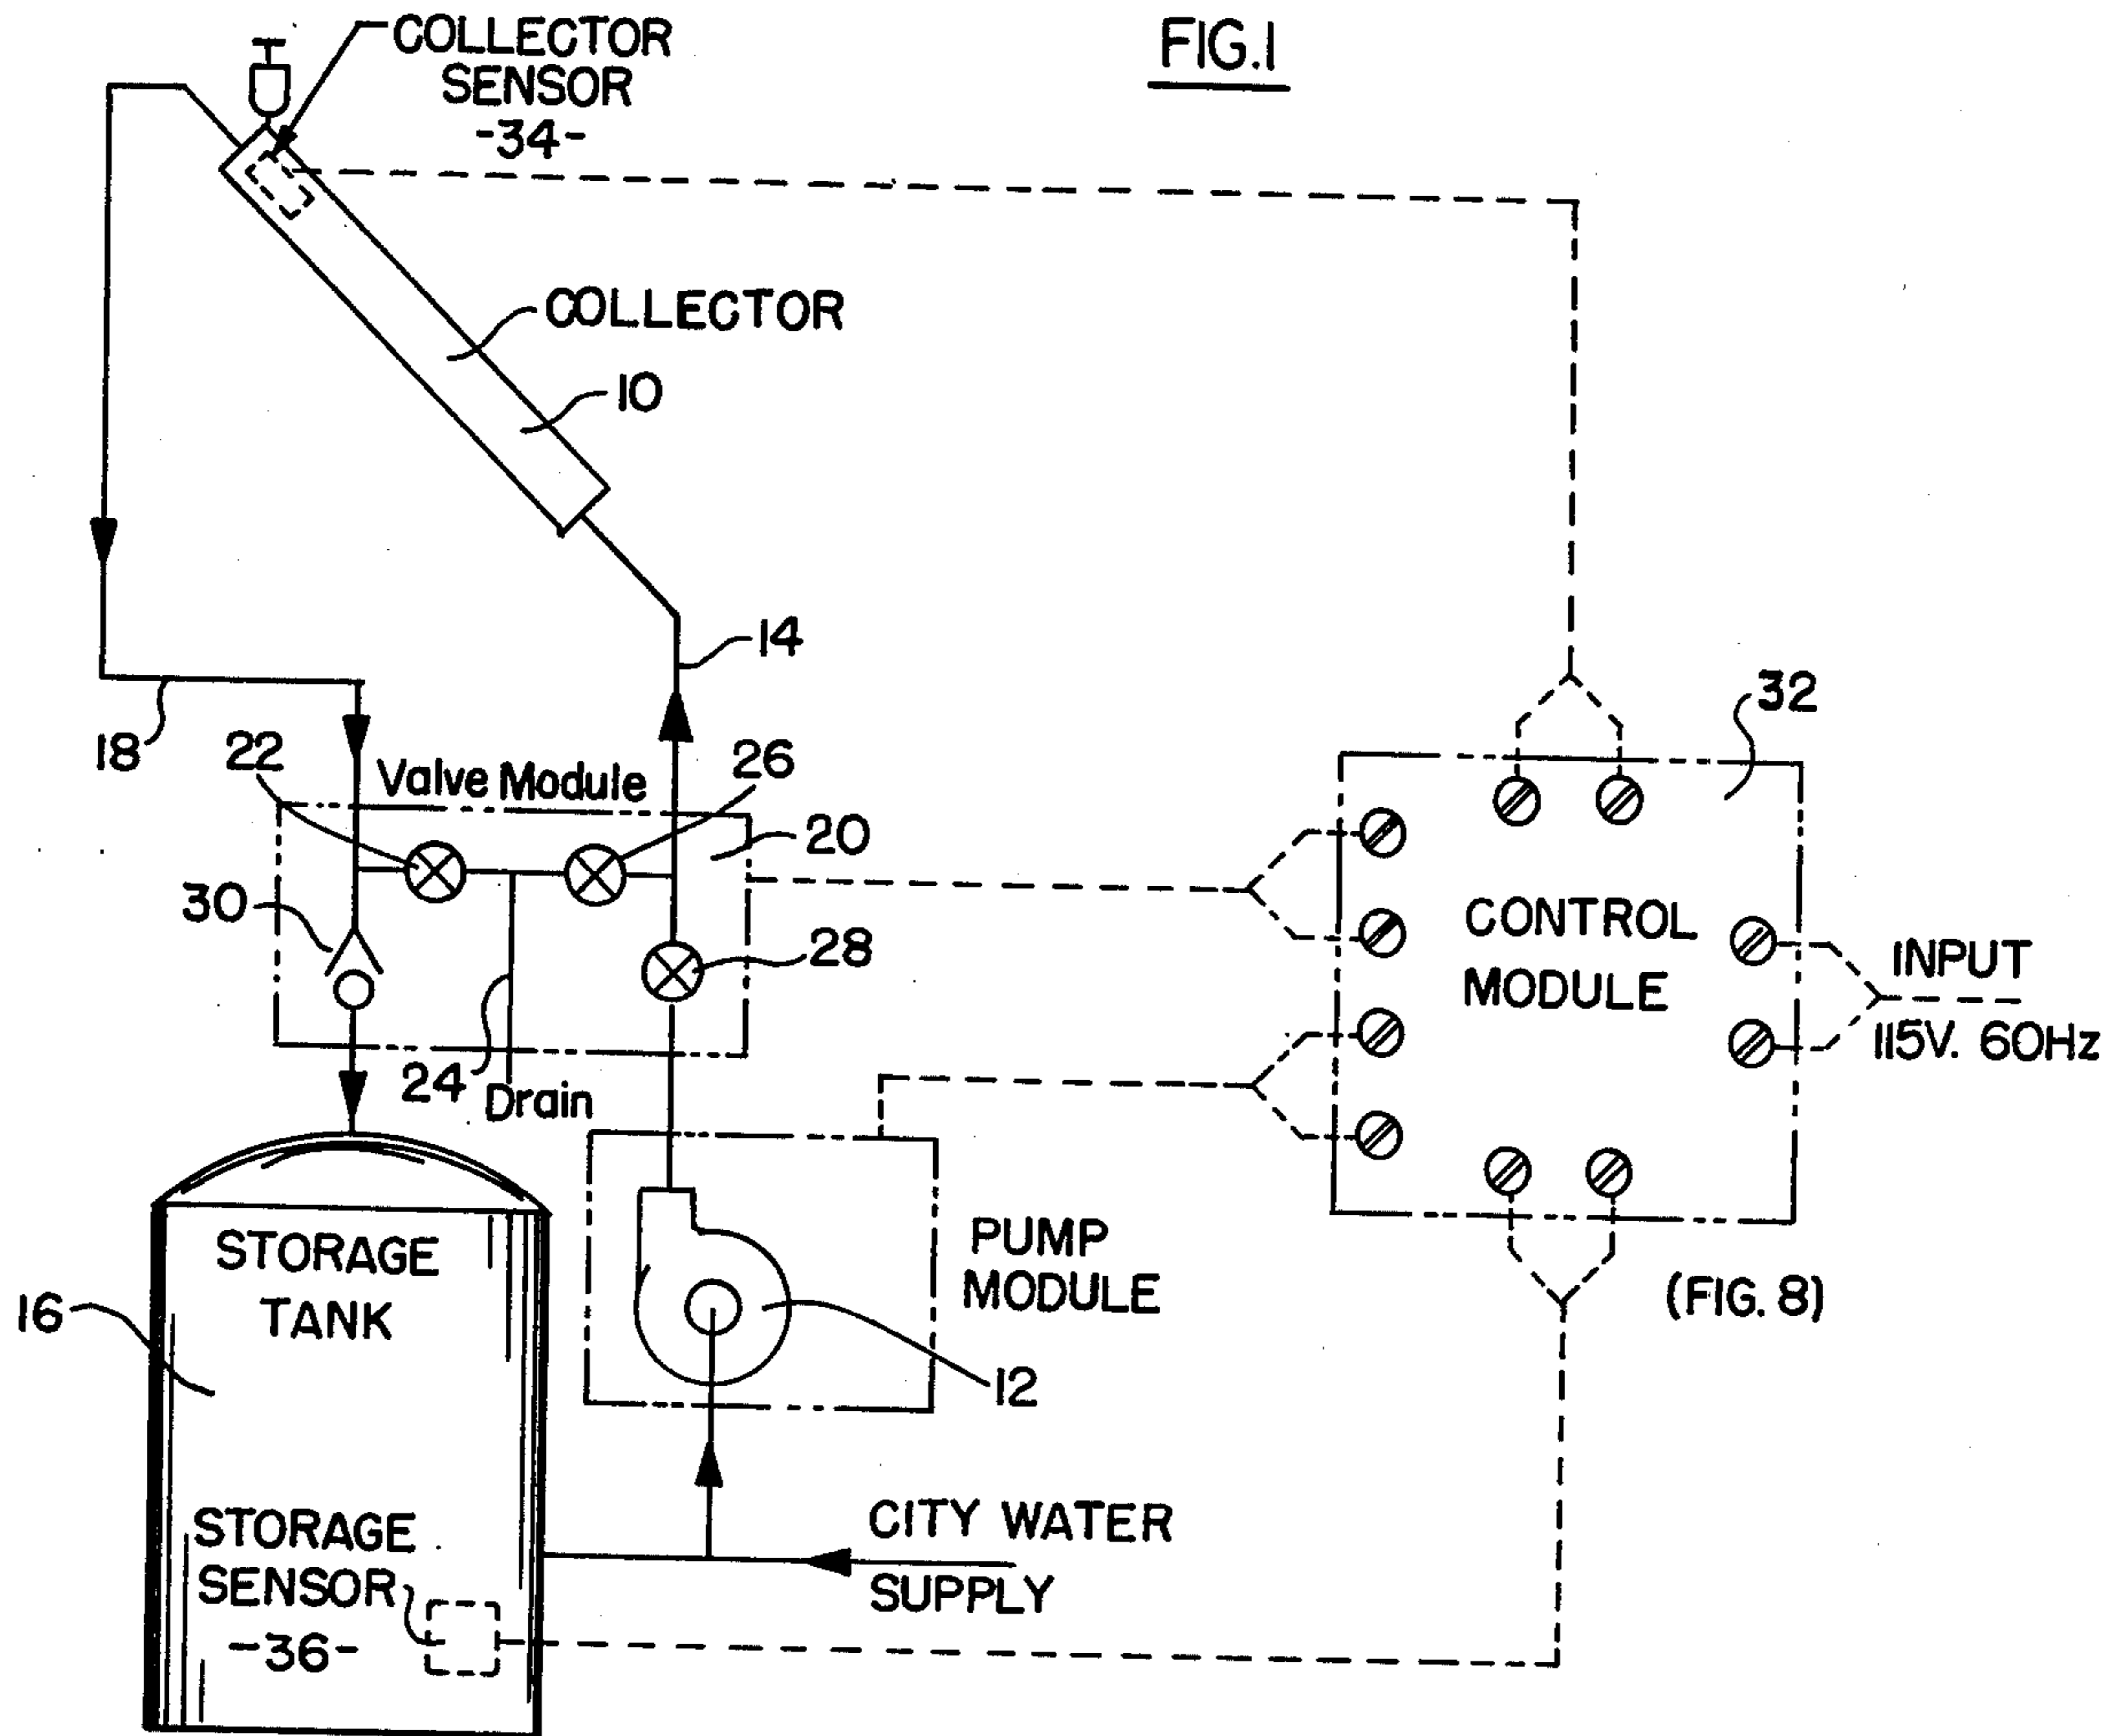 FIG.1
COLLECTOR
SENSOR
-34-
COLLECTOR
10
14
18
22
Valve Module
26
20
30
28
24
Drain
32
CONTROL
MODULE
INPUT
115V. 60Hz
(FIG. 8)
STORAGE
TANK
16
PUMP
MODULE
12
CITY WATER
SUPPLY
STORAGE
SENSOR
-36-